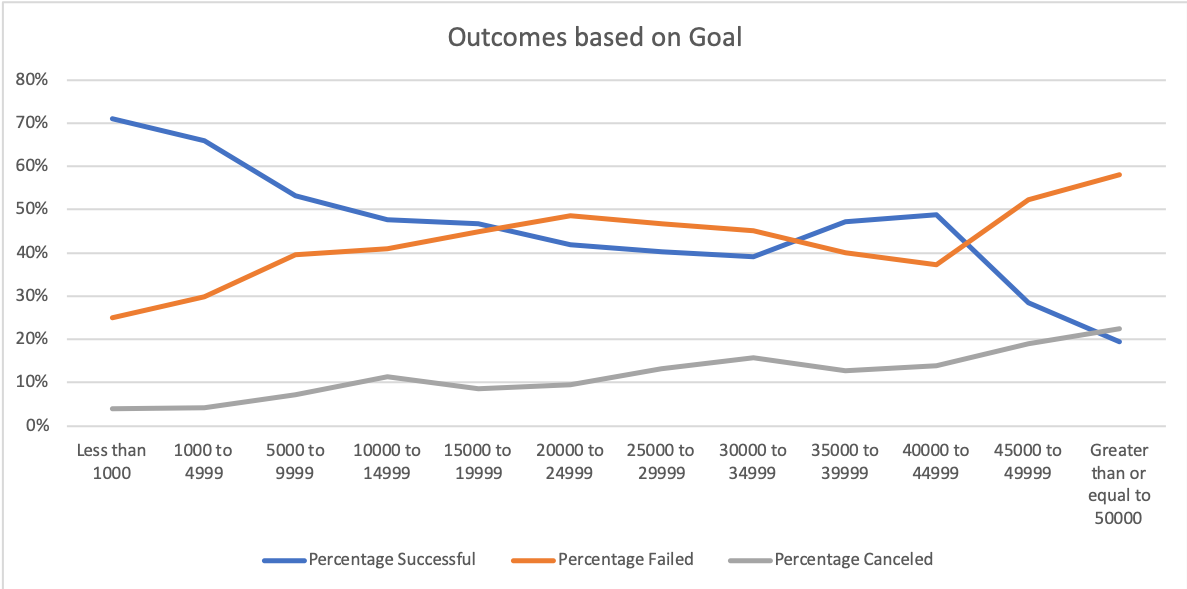 Outcomes based on Goal
80%
70%
60%
50%
40%
30%
20%
10%
0%
Less than
1000
1000 to
4999
5000 to
9999
10000 to
14999
15000 to
19999
20000 to
24999
25000 to
29999
30000 to
34999
35000 to
39999
40000 to
44999
45000 to
49999
Greater
than or
equal to
50000
Percentage Successful
Percentage Failed
Percentage Canceled